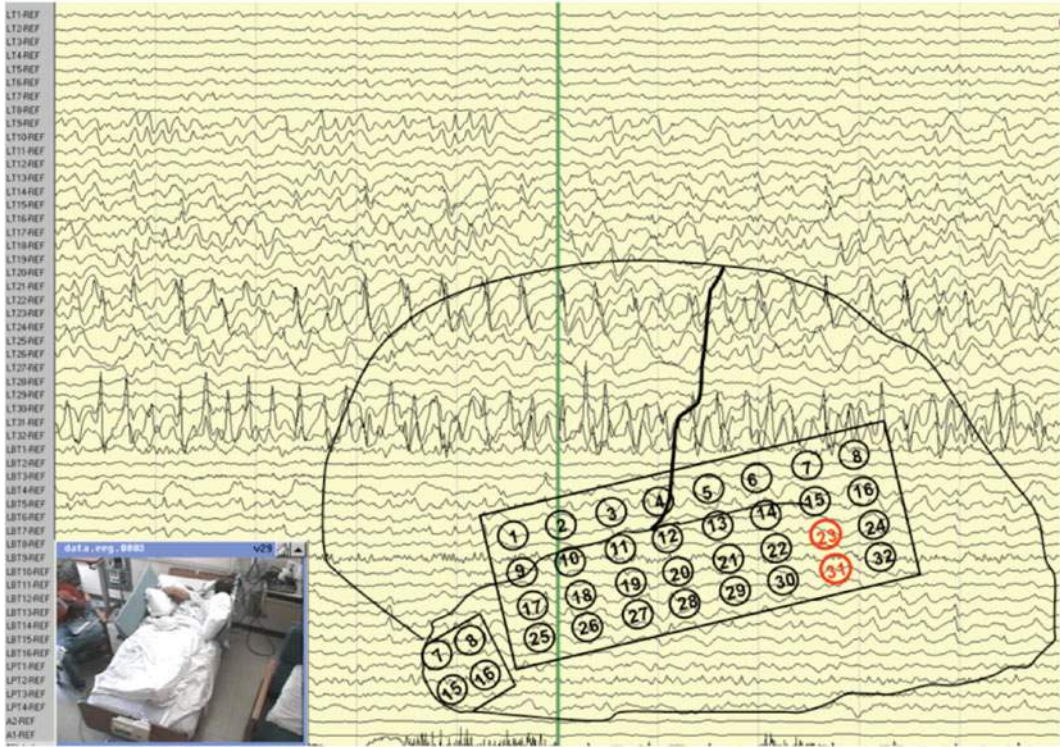 LT1-REF
LT2-REF
LT3-REF
LT4-REF
LT5-REF
LT6-REF
LT7-REF
LT8-REF
LT9-REF
LT10-REF
LT11-REF
LT12-REF
LT13-REF
LT14-REF
LT15-REF
LT16-REF
LT17-REF
LT18-REF
LT19-REF
LT20-REF
LT21-REF
LT22-REF
LT23-REF
LT24-REF
LT25-REF
LT26-REF
LT27-REF
LT28-REF
LT29-REF
LT30-REF
LT31-REF
LT32-REF
LBT1-REF
LBT2-REF
LBT3-REF
LBT4-REF
LBT5-REF
LBT6-REF
LBT7-REF
LBT8-REF
LBT9-REF
LBT10-REF
LBT11-REF
LBT12-REF
LBT13-REF
LBT14-REF
LBT15-REF
LBT16-REF
LPT1-REF
LPT2-REF
LPT3-REF
LPT4-REF
A2-REF
A1-REF
1 2 3 4 5 6 7 8
9 10 11 12 13 14 15 16
17 18 19 20 21 22 23 24
25 26 27 28 29 30 31 32
7 8
15 16
data.eeg.0803 v29